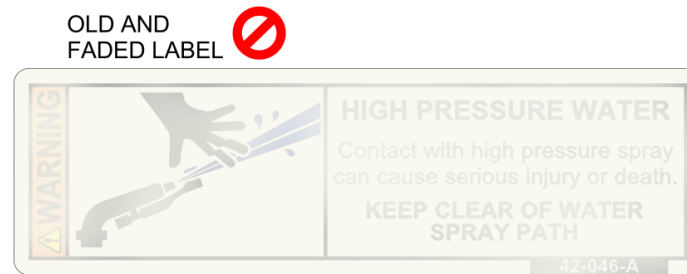 OLD AND
FADED LABEL
WARNING
HIGH PRESSURE WATER
Contact with high pressure spray
can cause serious injury or death.
KEEP CLEAR OF WATER
SPRAY PATH
42-046-A